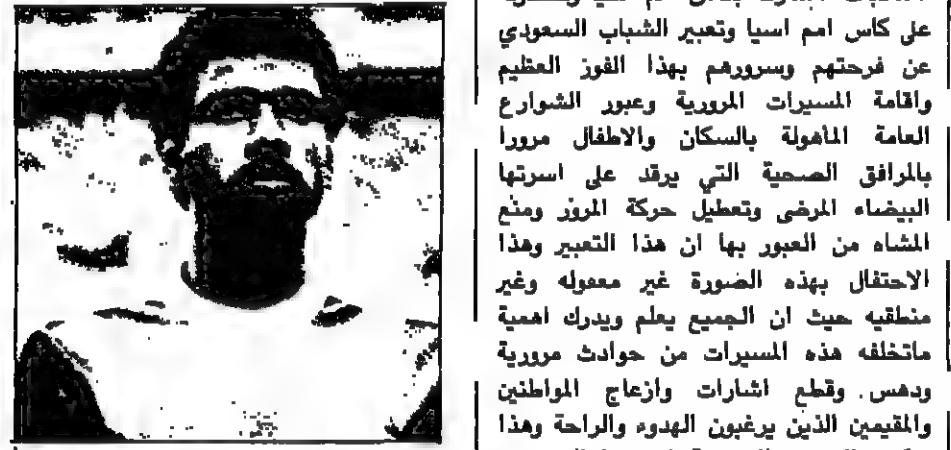 على كاس امم اسيا وتعبير الشباب السعودي
عن فرحتهم وسرورهم بهذا الفوز العظيم
واقامة المسيرات المرورية وعبور الشوارع
العامة المأهولة بالسكان والاطفال مرورا
بالمرافق الصحية التي يرقد على اسرتها
البيضاء المرضى وتعطيل حركة المرور ومنع
المشاه من العبور بها ان هذا التعبير وهذا
الاحتفال بهذه الصورة غير معقوله وغير
منطقيه حيث ان الجميع يعلم ويدرك اهمية
ماتخلفه هذه المسيرات من حوادث مرورية
ودهس. وقطع اشارات وازعاج المواطنين
والمقيمين الذين يرغبون الهدوء والراحة وهذا